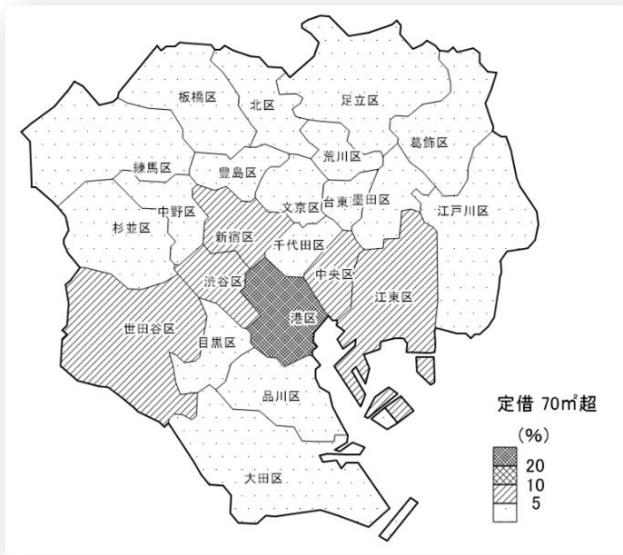 板橋区
北区
足立区
葛飾区
練馬区
豊島区
荒川区
文京区
台東
墨田区
江戸川区
杉並区
中野区
新宿区
千代田区
中央区
江東区
渋谷区
港区
世田谷区
目黒区
品川区
大田区
定借 70㎡超
(%)
20
10
5